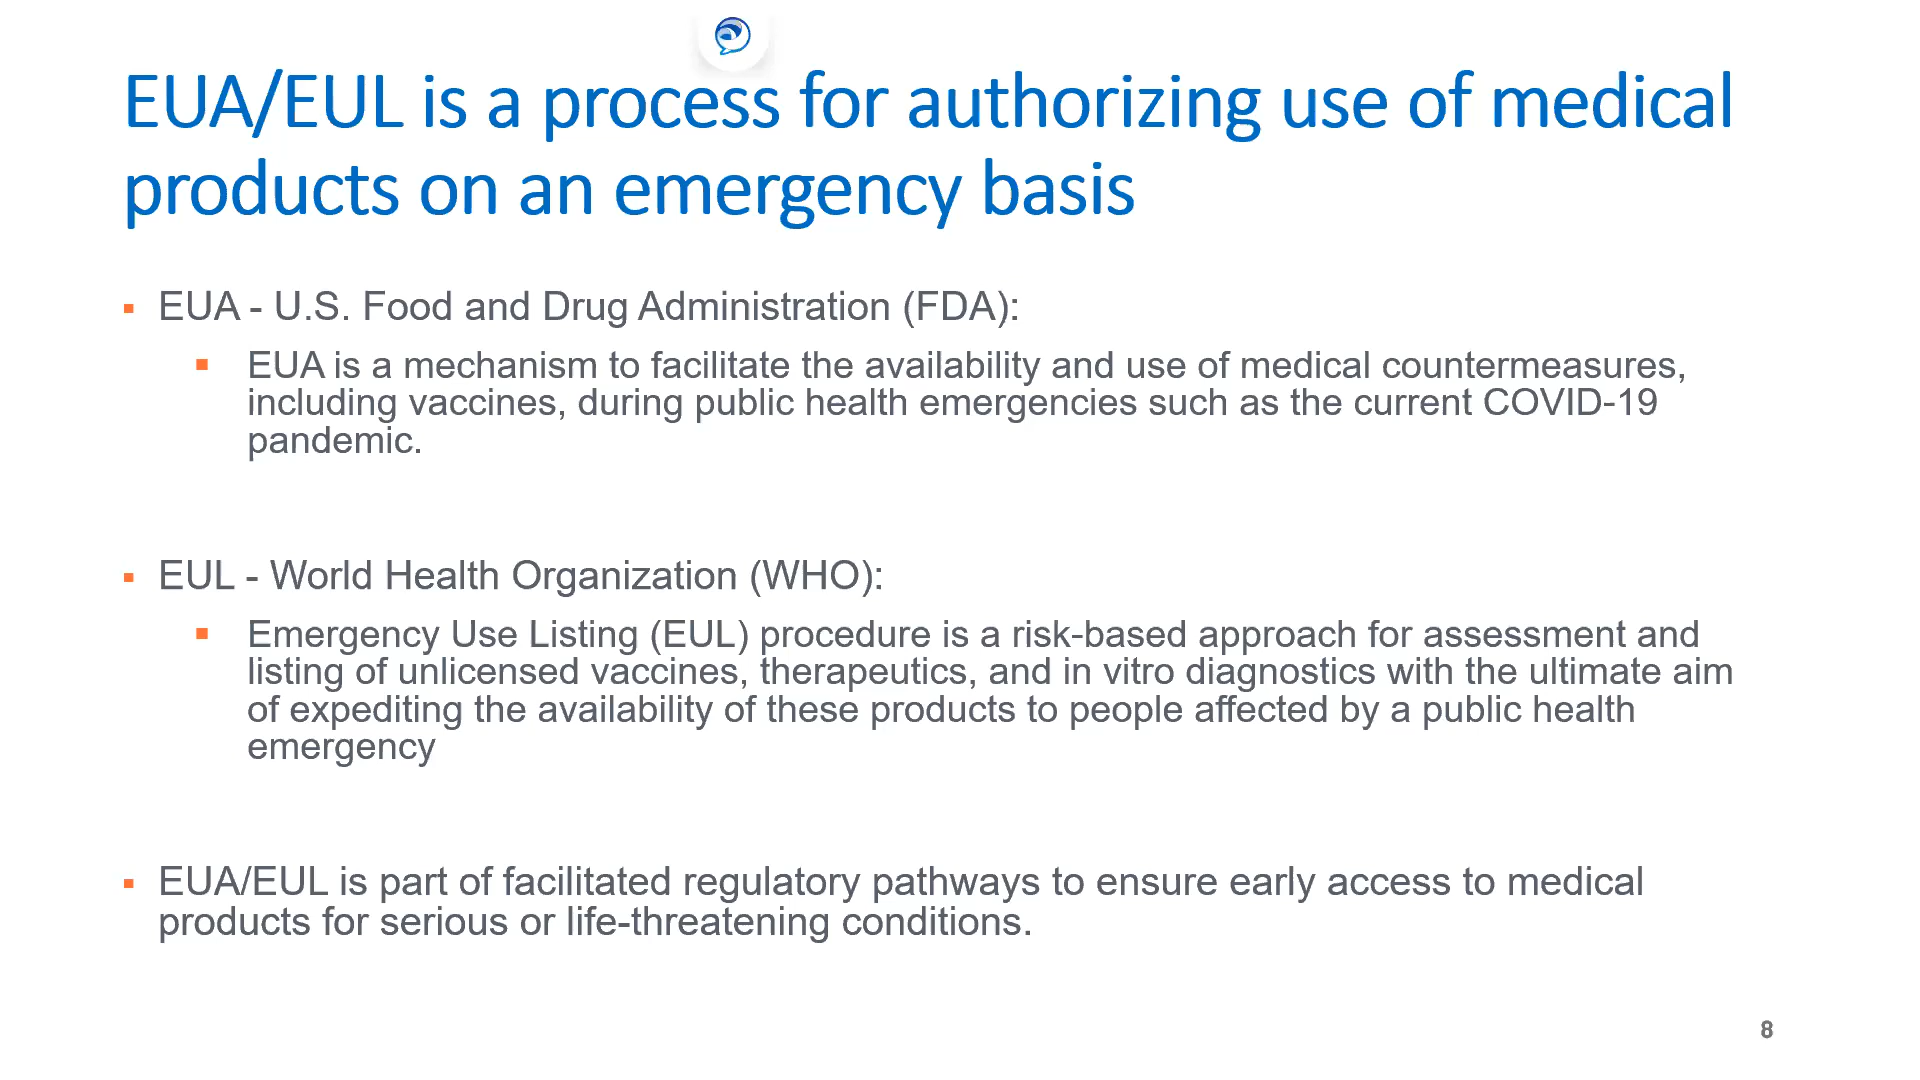 EUA/EUL is a process for authorizing use of medical
products on an emergency basis
▪ EUA - U.S. Food and Drug Administration (FDA):
▪ EUA is a mechanism to facilitate the availability and use of medical countermeasures,
including vaccines, during public health emergencies such as the current COVID-19
pandemic.
▪ EUL - World Health Organization (WHO):
▪ Emergency Use Listing (EUL) procedure is a risk-based approach for assessment and
listing of unlicensed vaccines, therapeutics, and in vitro diagnostics with the ultimate aim
of expediting the availability of these products to people affected by a public health
emergency
▪ EUA/EUL is part of facilitated regulatory pathways to ensure early access to medical
products for serious or life-threatening conditions.
8